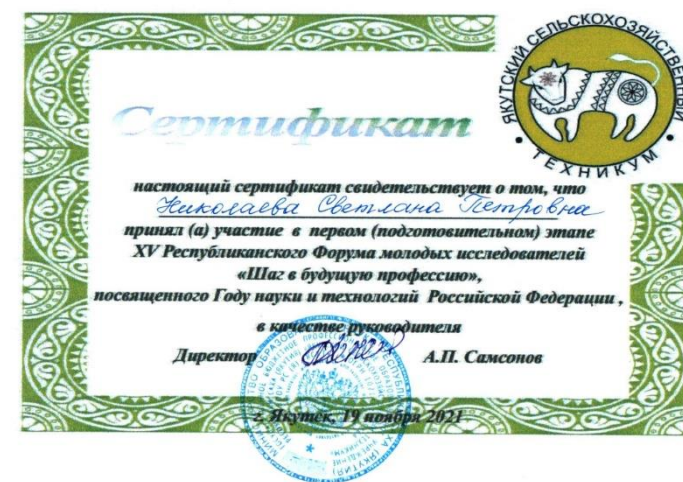 ЯКУТСКИЙ СЕЛЬСКОХОЗЯЙСТВЕННЫЙ
• ТЕХНИКУМ •
Сертификат
настоящий сертификат свидетельствует о том, что
Николаева Светлана Петровна
принял (а) участие в первом (подготовительном) этапе
XV Республиканского Форума молодых исследователей
«Шаг в будущую профессию»,
посвященного Году науки и технологий Российской Федерации ,
в качестве руководителя
Директор А.П. Самсонов
г. Якутск, 19 ноября 2021